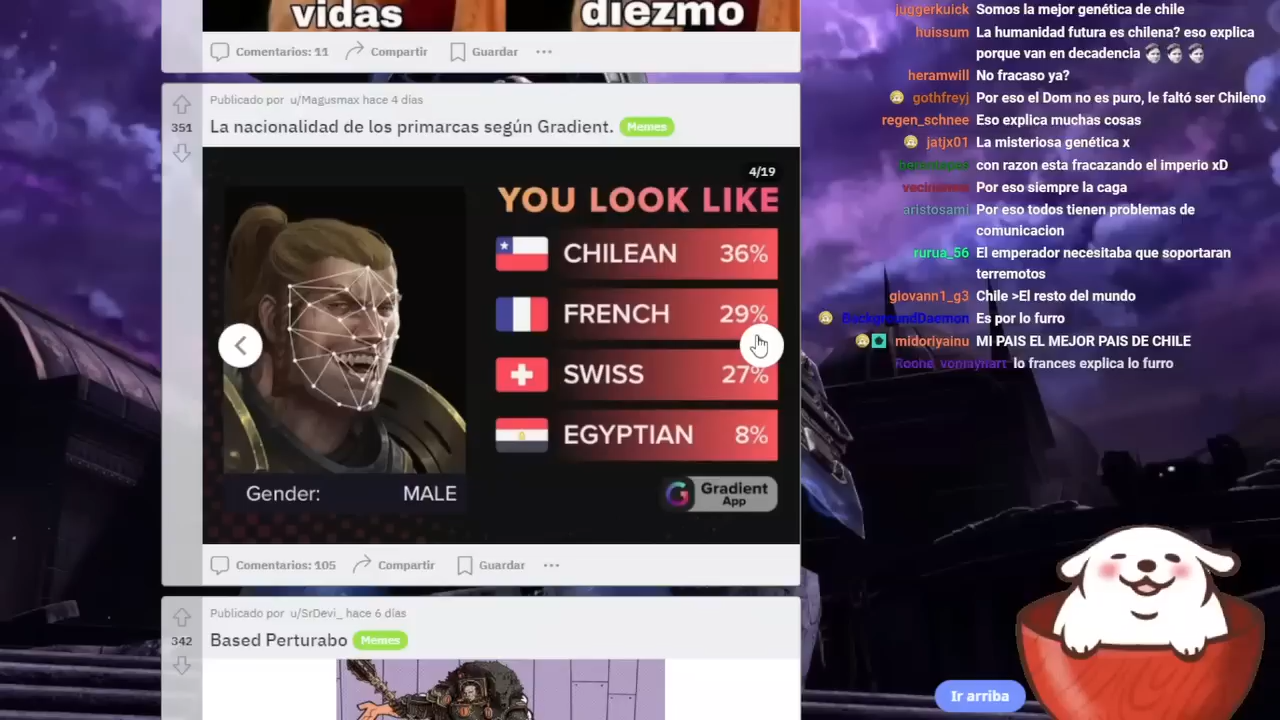 vidas
diezmo
Comentarios: 11 Compartir Guardar
Publicado por u/Magusmax hace 4 días
351
La nacionalidad de los primarcas según Gradient. Memes
4/19
YOU LOOK LIKE
CHILEAN 36%
FRENCH 29%
SWISS 27%
EGYPTIAN 8%
Gender: MALE
Gradient
App
Comentarios: 105 Compartir Guardar
Publicado por u/SrDevi_ hace 6 días
342
Based Perturabo Memes
juggerkuick Somos la mejor genética de chile
huissum La humanidad futura es chilena? eso explica
porque van en decadencia
heramwill No fracaso ya?
gothfreyj Por eso el Dom no es puro, le faltó ser Chileno
regen_schnee Eso explica muchas cosas
jatjx01 La misteriosa genética x
con razon esta fracazando el imperio xD
Por eso siempre la caga
aristosami Por eso todos tienen problemas de
comunicacion
rurua_56 El emperador necesitaba que soportaran
terremotos
giovann1_g3 Chile >El resto del mundo
BackgroundDaemon Es por lo furro
midoriyainu MI PAIS EL MEJOR PAIS DE CHILE
lo frances explica lo furro
Ir arriba